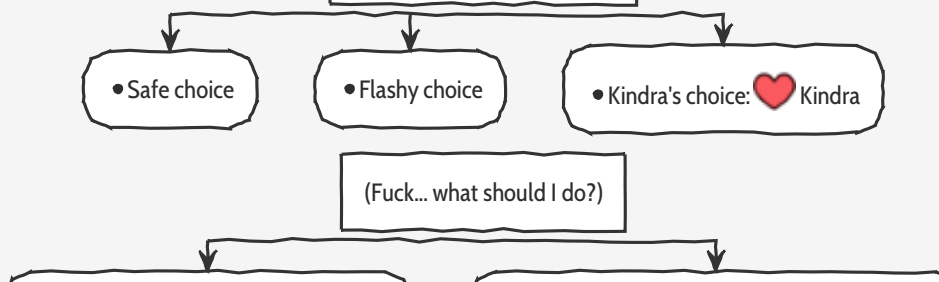 •Safe choice
•Flashy choice
•Kindra's choice: ❤️ Kindra
(Fuck... what should I do?)